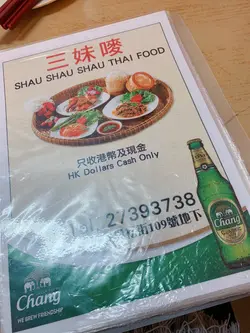 三妹嘜
SHAU SHAU SHAU THAI FOOD
只收港幣及現金
HK Dollars Cash Only
27393738
街109號地下
Chang
Chang
WE BREW FRIENDSHIP